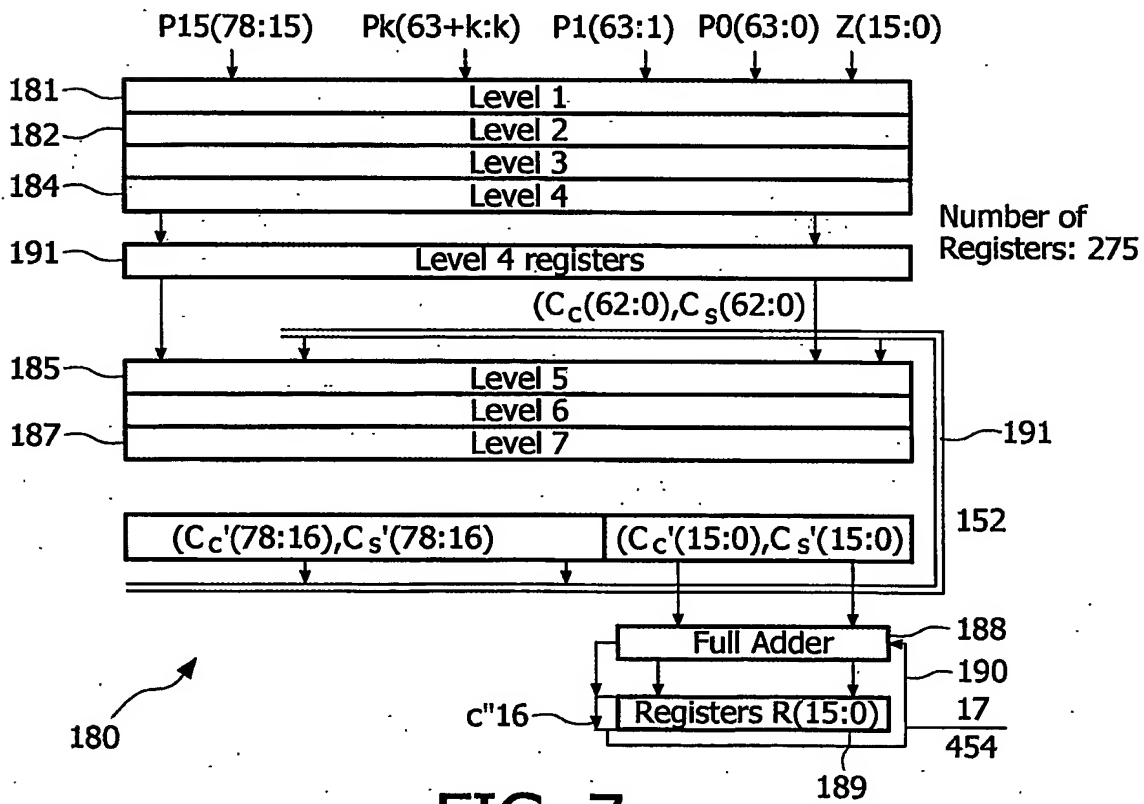 P15(78:15) Pk(63+k:k) P1(63:1) P0(63:0) Z(15:0)
181 Level 1
182 Level 2
Level 3
184 Level 4
Number of
Registers: 275
191 Level 4 registers
(Cc(62:0),Cs(62:0)
185 Level 5
Level 6
187 Level 7
191
152
(Cc'(78:16),Cs'(78:16) (Cc'(15:0),Cs'(15:0)
Full Adder 188
190
c"16 Registers R(15:0) 17
454
180
189
FIG. 7